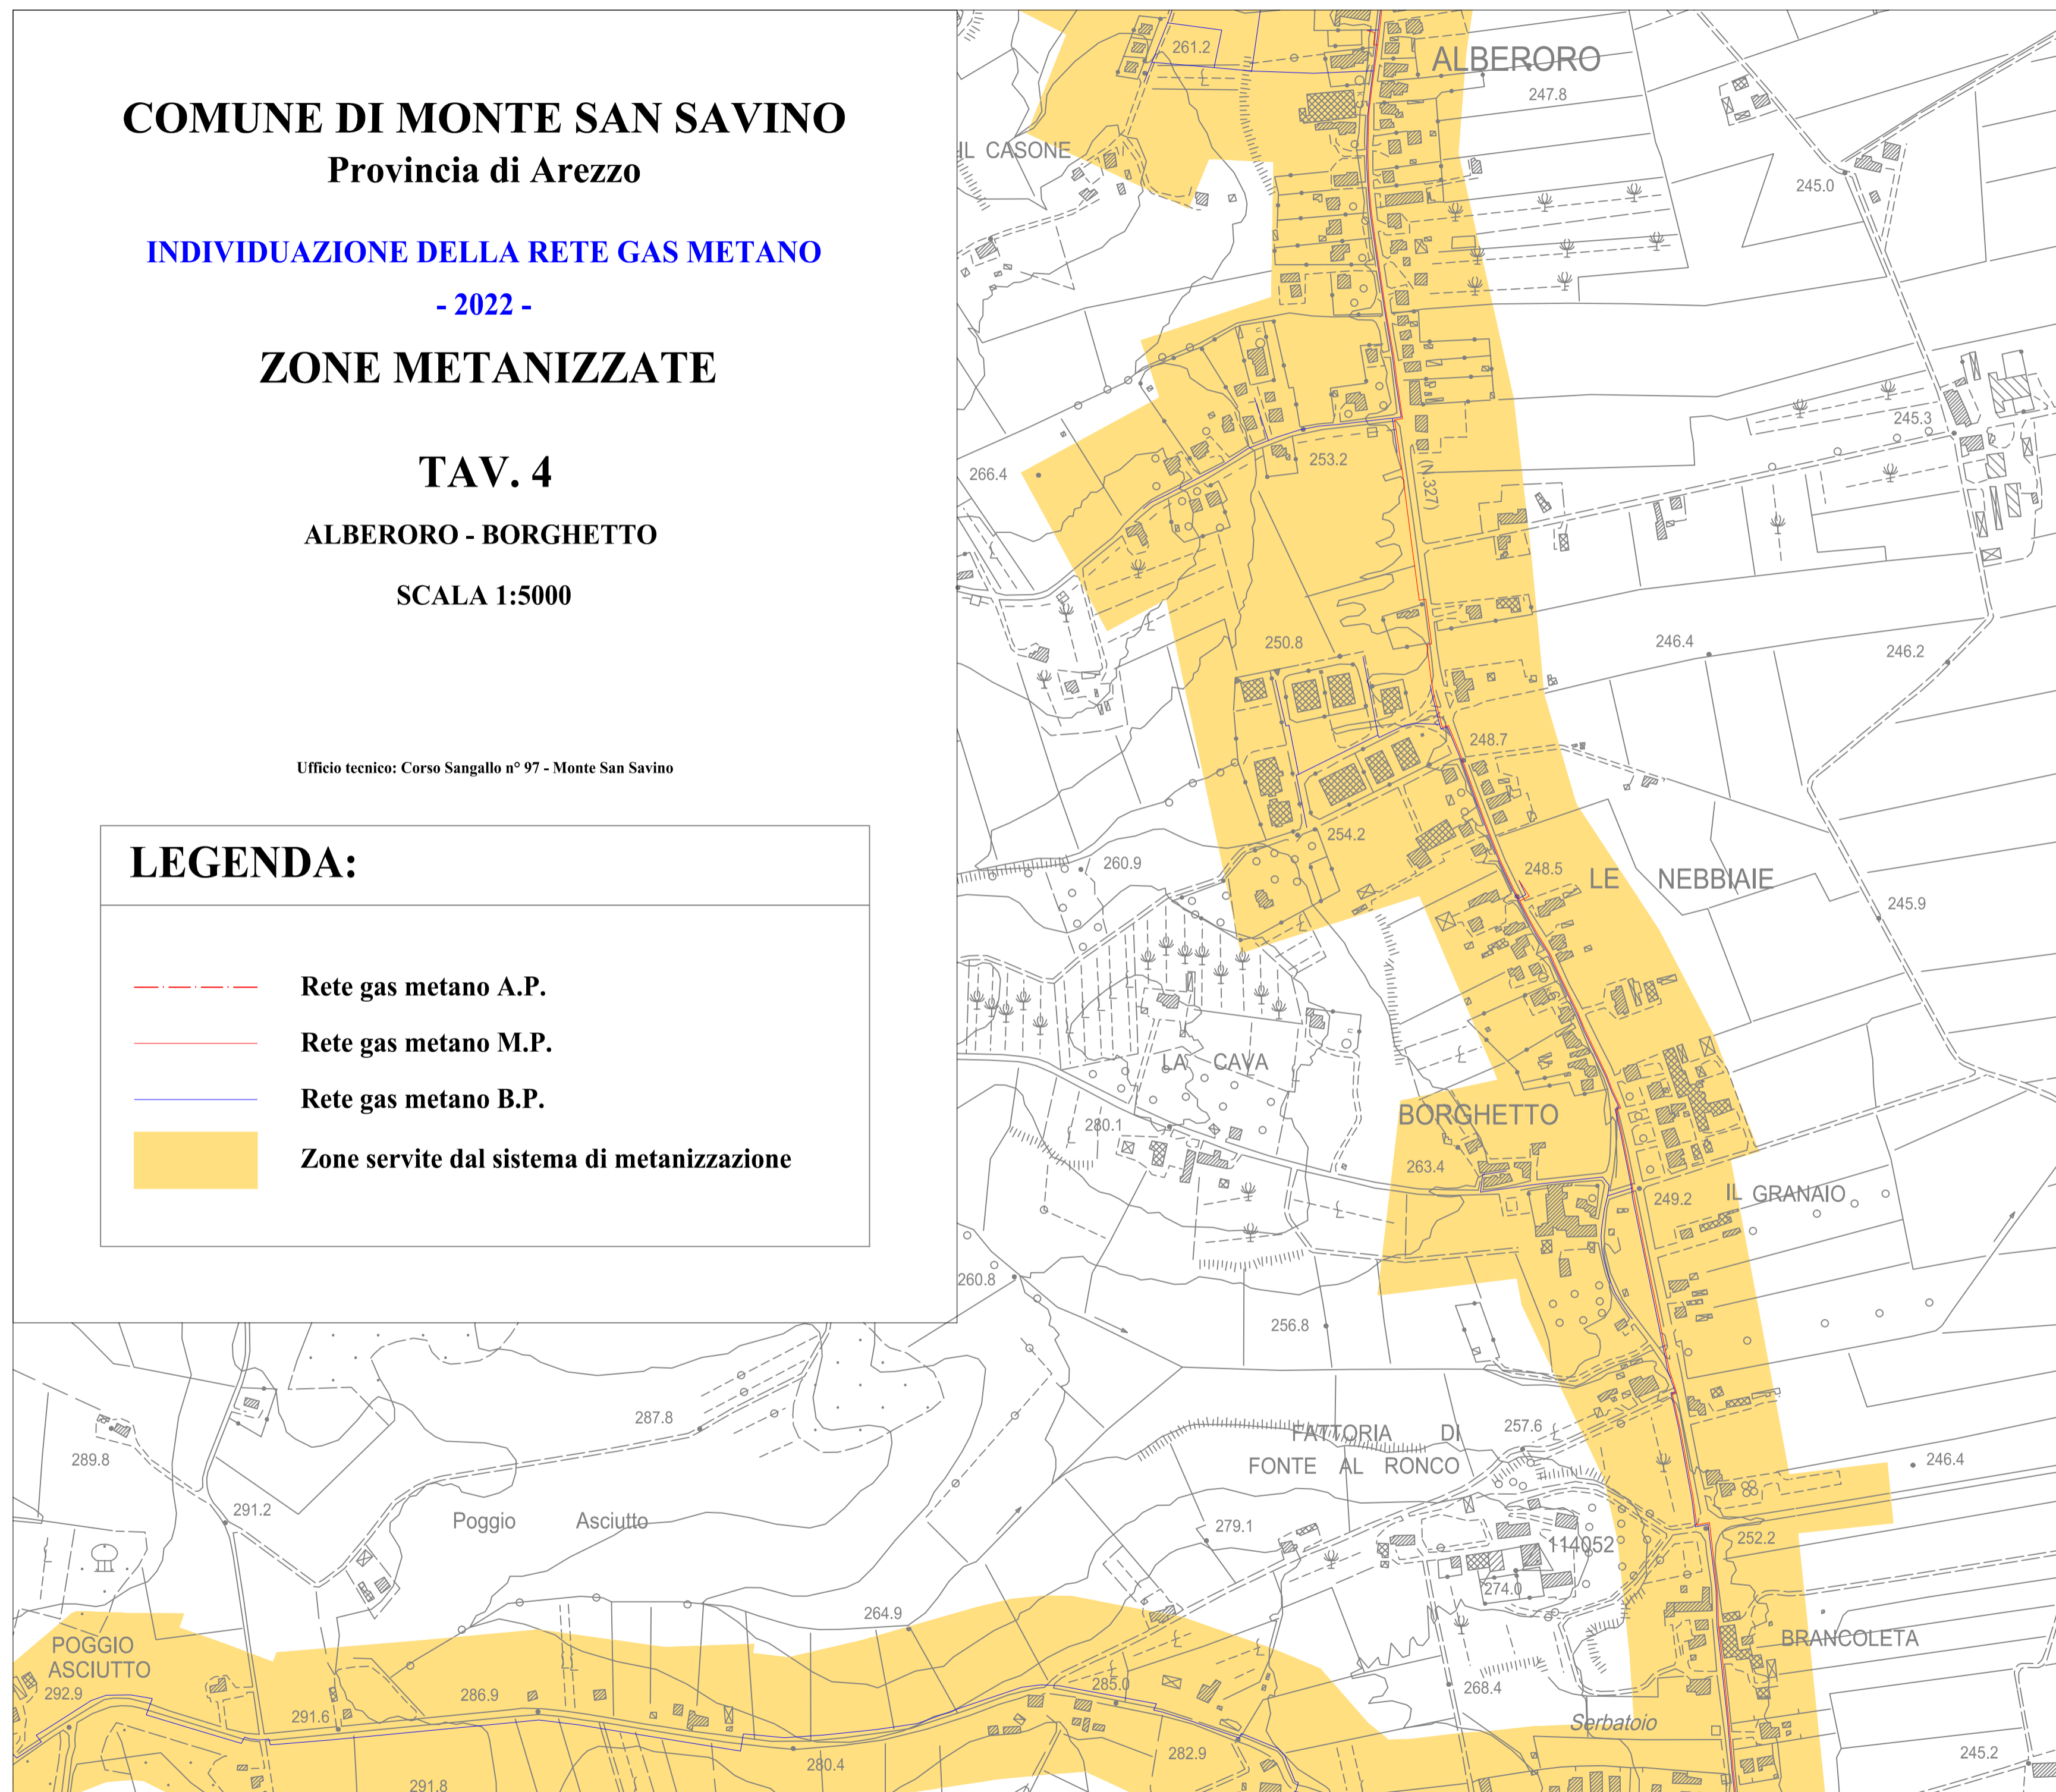 COMUNE DI MONTE SAN SAVINO
Provincia di Arezzo
INDIVIDUAZIONE DELLA RETE GAS METANO
- 2022 -
ZONE METANIZZATE
TAV. 4
ALBERORO - BORGHETTO
SCALA 1:5000
Ufficio tecnico: Corso Sangallo n° 97 - Monte San Savino
LEGENDA:
Rete gas metano A.P.
Rete gas metano M.P.
Rete gas metano B.P.
Zone servite dal sistema di metanizzazione
261.2
ALBERORO
247.8
IL CASONE
245.0
245.3
253.2
266.4
(N.327)
250.8
246.4
246.2
248.7
254.2
260.9
248.5
LE NEBBIAIE
245.9
LA CAVA
BORGHETTO
280.1
263.4
249.2
IL GRANAIO
260.8
256.8
287.8
289.8
FATTORIA DI
FONTE AL RONCO
257.6
246.4
291.2
Poggio Asciutto
279.1
114052
252.2
274.0
264.9
POGGIO
ASCIUTTO
BRANCOLETA
292.9
286.9
285.0
268.4
291.6
Serbatoio
282.9
280.4
245.2
291.8